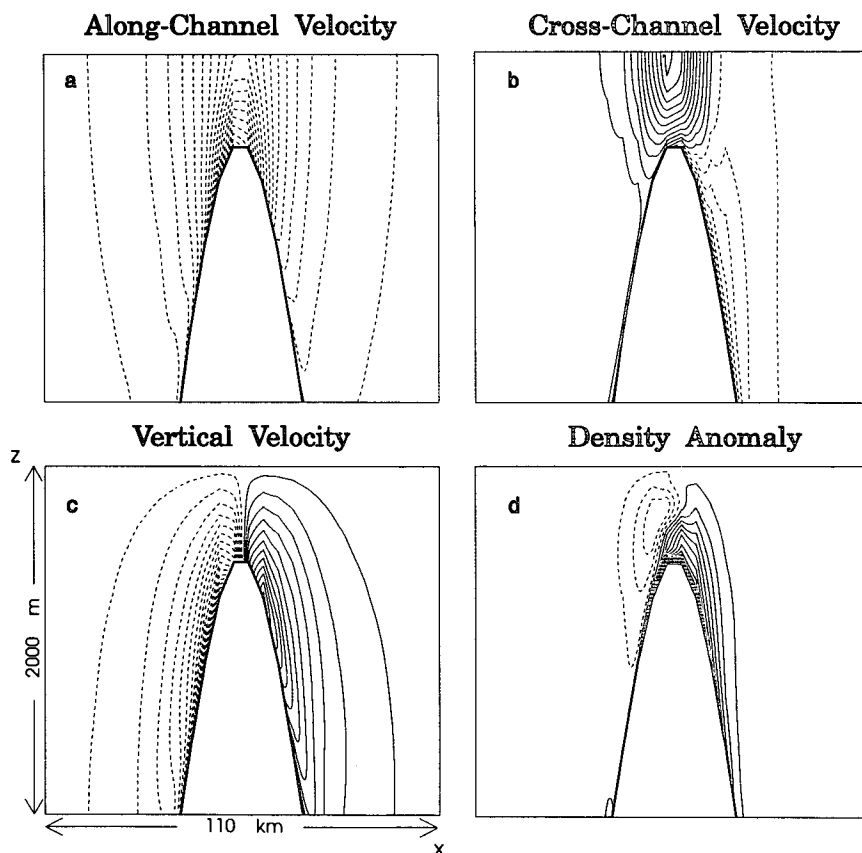 Along-Channel Velocity
Cross-Channel Velocity
a
b
Vertical Velocity
Density Anomaly
z
c
d
2000 m
110 km
x